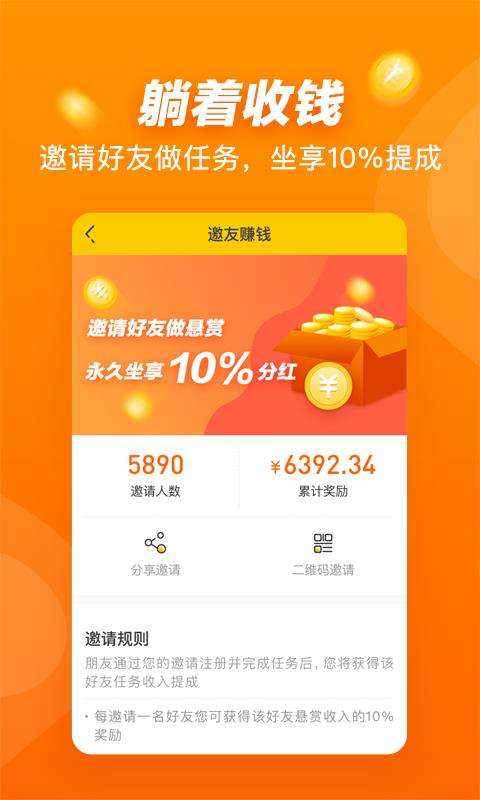 躺着收钱
邀请好友做任务，坐享10%提成
邀友赚钱
邀请好友做悬赏
永久坐享10%分红
¥
5890
¥6392.34
邀请人数
累计奖励
分享邀请
二维码邀请
邀请规则
朋友通过您的邀请注册并完成任务后，您将获得该
好友任务收入提成
· 每邀请一名好友您可获得该好友悬赏收入的10%
奖励